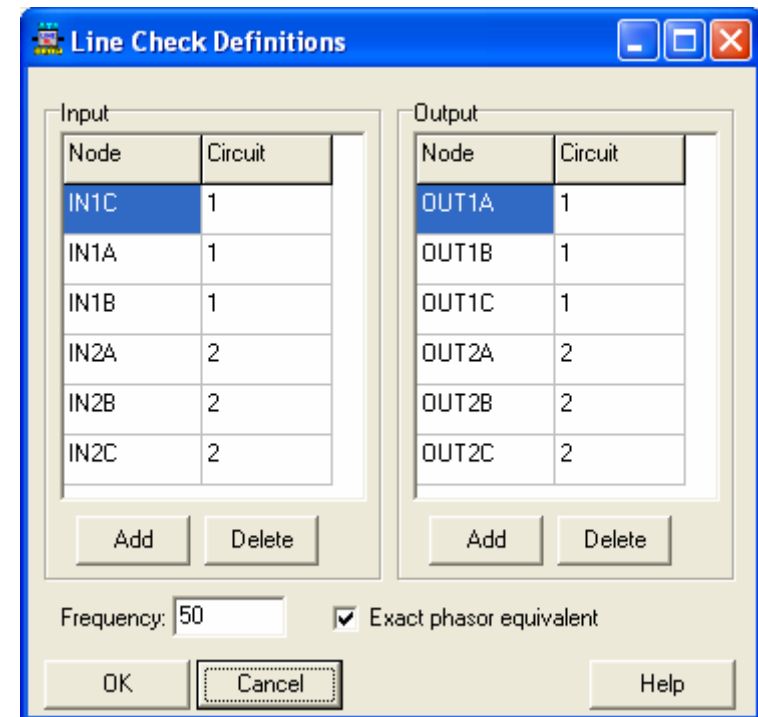 Line Check Definitions
Input
Node Circuit
IN1C 1
IN1A 1
IN1B 1
IN2A 2
IN2B 2
IN2C 2
Add Delete
Output
Node Circuit
OUT1A 1
OUT1B 1
OUT1C 1
OUT2A 2
OUT2B 2
OUT2C 2
Add Delete
Frequency: 50
Exact phasor equivalent
OK Cancel Help